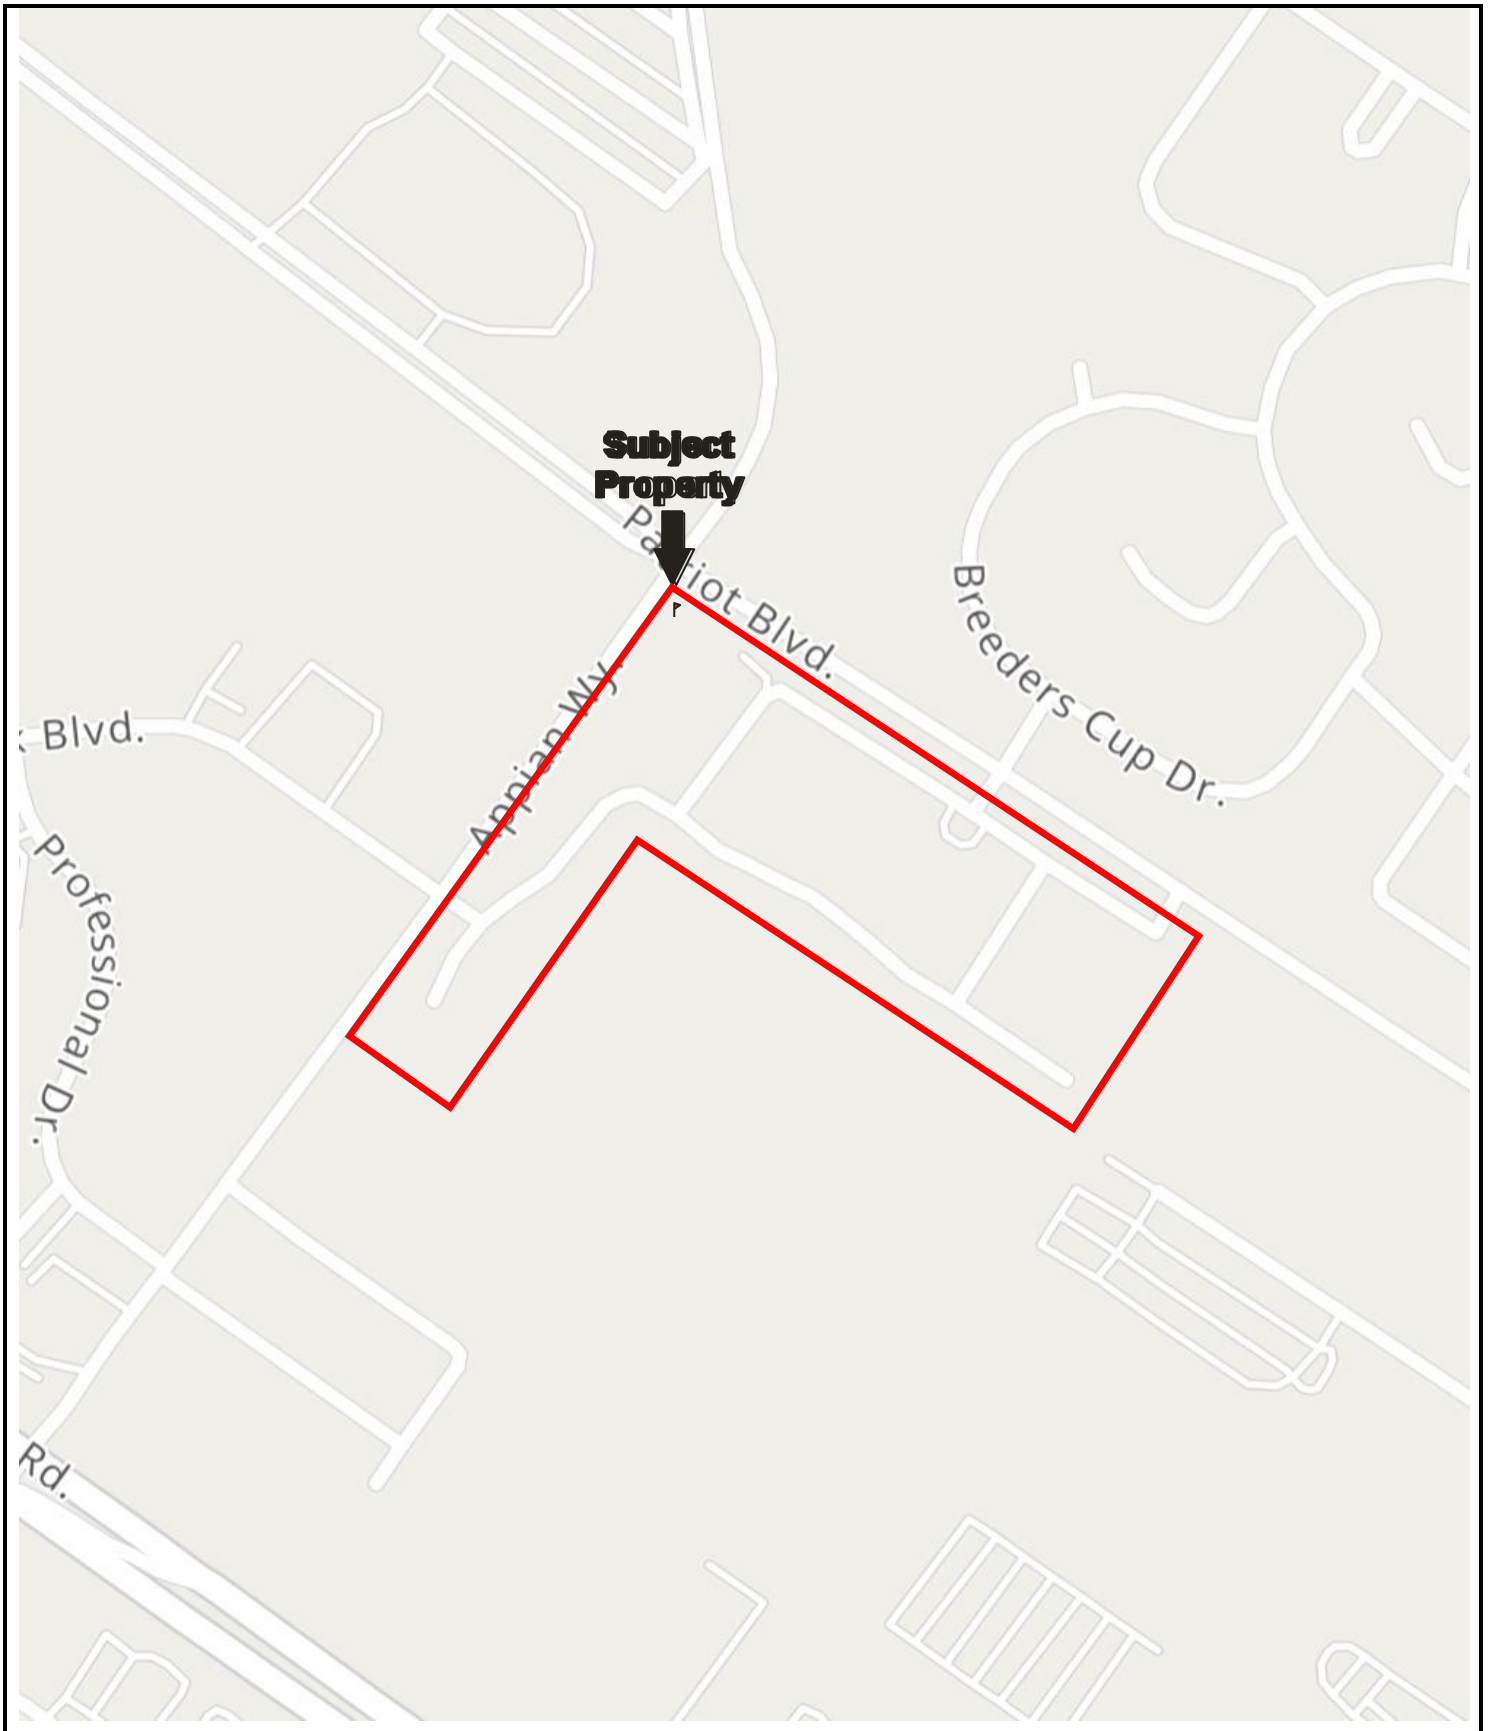 Subject
Property
Patriot Blvd.
Breeders Cup Dr.
Appian Wy.
Blvd.
Professional Dr.
Rd.